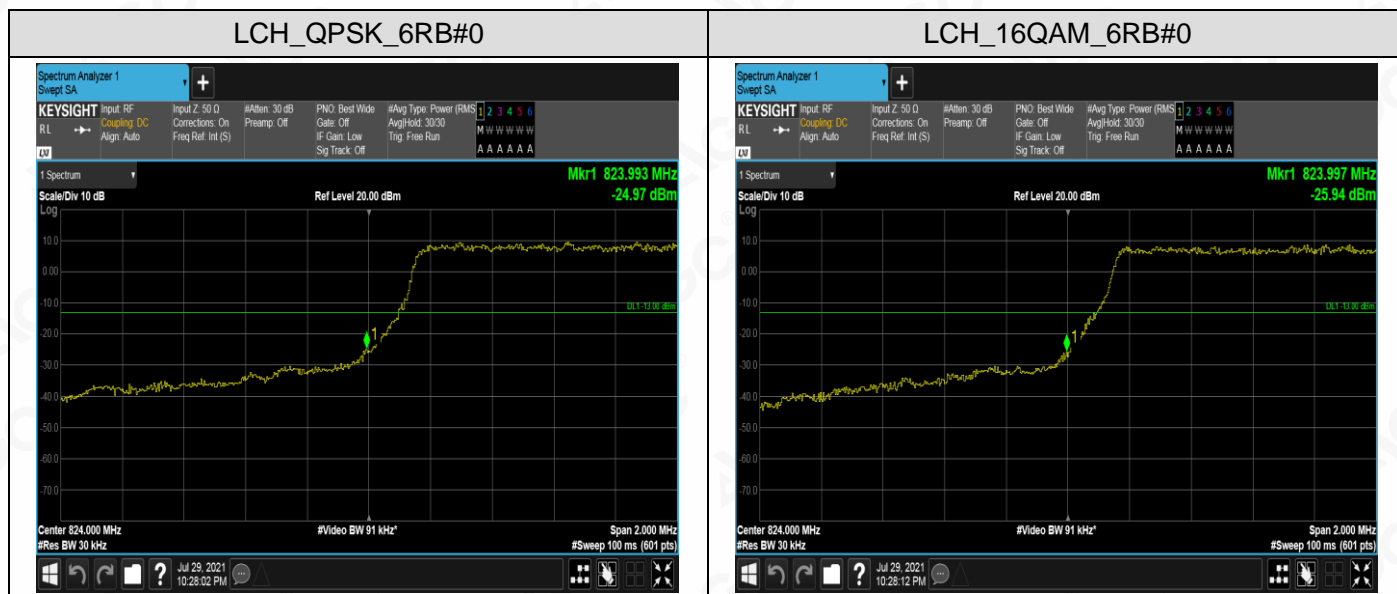 LCH_QPSK_6RB#0
Spectrum Analyzer 1
Swept SA
KEYSIGHT
RL
Input: RF
Coupling: DC
Align: Auto
Input Z: 50 Ω
Corrections: On
Freq Ref: Int (S)
#Atten: 30 dB
Preamp: Off
PNO: Best Wide
Gate: Off
IF Gain: Low
Sig Track: Off
#Avg Type: Power (RMS
Avg|Hold: 30/30
Trig: Free Run
1 2 3 4 5 6
M W W W W W
A A A A A A
LXI
1 Spectrum
Mkr1 823.993 MHz
Scale/Div 10 dB
Ref Level 20.00 dBm
-24.97 dBm
Log
10.0
0.00
-10.0
DL1 -13.00 dBm
-20.0
1
-30.0
-40.0
-50.0
-60.0
-70.0
Center 824.000 MHz
#Video BW 91 kHz*
Span 2.000 MHz
#Res BW 30 kHz
#Sweep 100 ms (601 pts)
?
Jul 29, 2021
10:28:02 PM
LCH_16QAM_6RB#0
Spectrum Analyzer 1
Swept SA
KEYSIGHT
RL
Input: RF
Coupling: DC
Align: Auto
Input Z: 50 Ω
Corrections: On
Freq Ref: Int (S)
#Atten: 30 dB
Preamp: Off
PNO: Best Wide
Gate: Off
IF Gain: Low
Sig Track: Off
#Avg Type: Power (RMS
Avg|Hold: 30/30
Trig: Free Run
1 2 3 4 5 6
M W W W W W
A A A A A A
LXI
1 Spectrum
Mkr1 823.997 MHz
Scale/Div 10 dB
Ref Level 20.00 dBm
-25.94 dBm
Log
10.0
0.00
-10.0
DL1 -13.00 dBm
-20.0
1
-30.0
-40.0
-50.0
-60.0
-70.0
Center 824.000 MHz
#Video BW 91 kHz*
Span 2.000 MHz
#Res BW 30 kHz
#Sweep 100 ms (601 pts)
?
Jul 29, 2021
10:28:12 PM